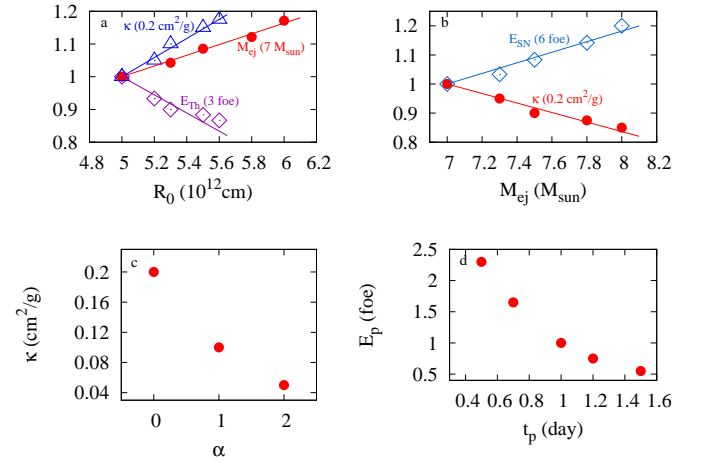 a
κ (0.2 cm²/g)
M_ej (7 M_sun)
E_Th (3 foe)
1.2
1.1
1
0.9
0.8
4.8 5 5.2 5.4 5.6 5.8 6 6.2
R_0 (10^12cm)
b
E_SN (6 foe)
κ (0.2 cm²/g)
1.2
1.1
1
0.9
0.8
7 7.2 7.4 7.6 7.8 8 8.2
M_ej (M_sun)
c
κ (cm²/g)
0.2
0.16
0.12
0.08
0.04
0 1 2
α
d
E_p (foe)
2.5
2
1.5
1
0.5
0.4 0.6 0.8 1 1.2 1.4 1.6
t_p (day)